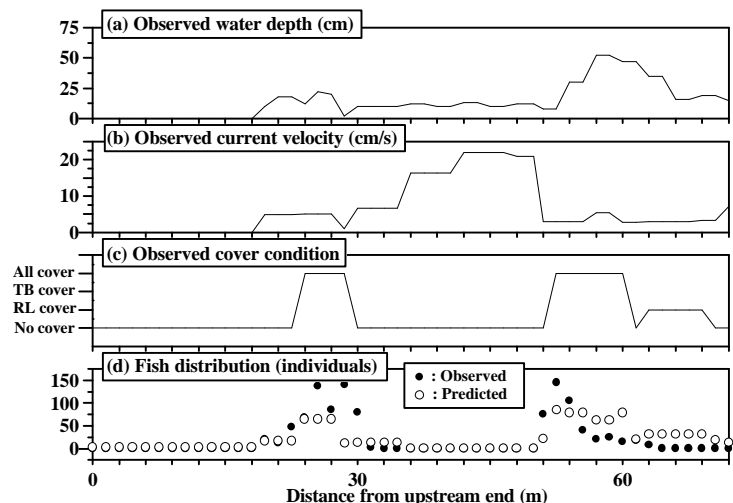 (a) Observed water depth (cm)
75
50
25
0
(b) Observed current velocity (cm/s)
20
10
0
(c) Observed cover condition
All cover
TB cover
RL cover
No cover
(d) Fish distribution (individuals)
150
100
50
0
: Observed
: Predicted
0 30 60
Distance from upstream end (m)